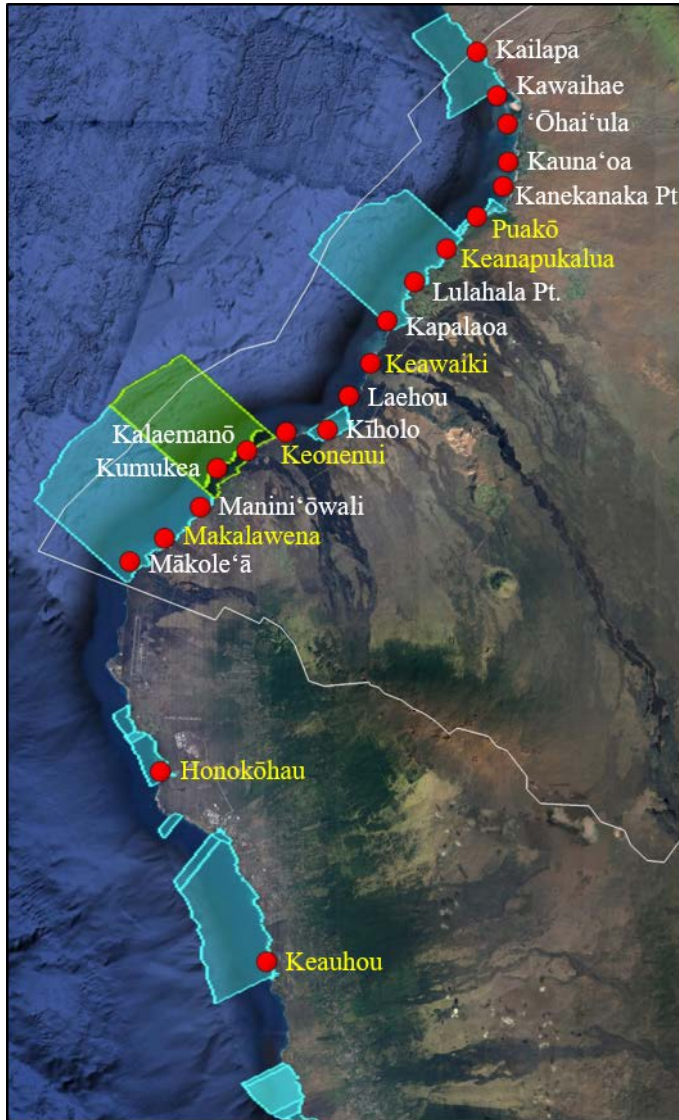 Kailapa
Kawaihae
ʻŌhaiʻula
Kaunaʻoa
Kanekanaka Pt
Puakō
Keanapukalua
Lulahala Pt.
Kapalaoa
Keawaiki
Laehou
Kīholo
Kalaemanō
Keonenui
Kumukea
Maniniʻōwali
Makalawena
Mākoleʻā
Honokōhau
Keauhou